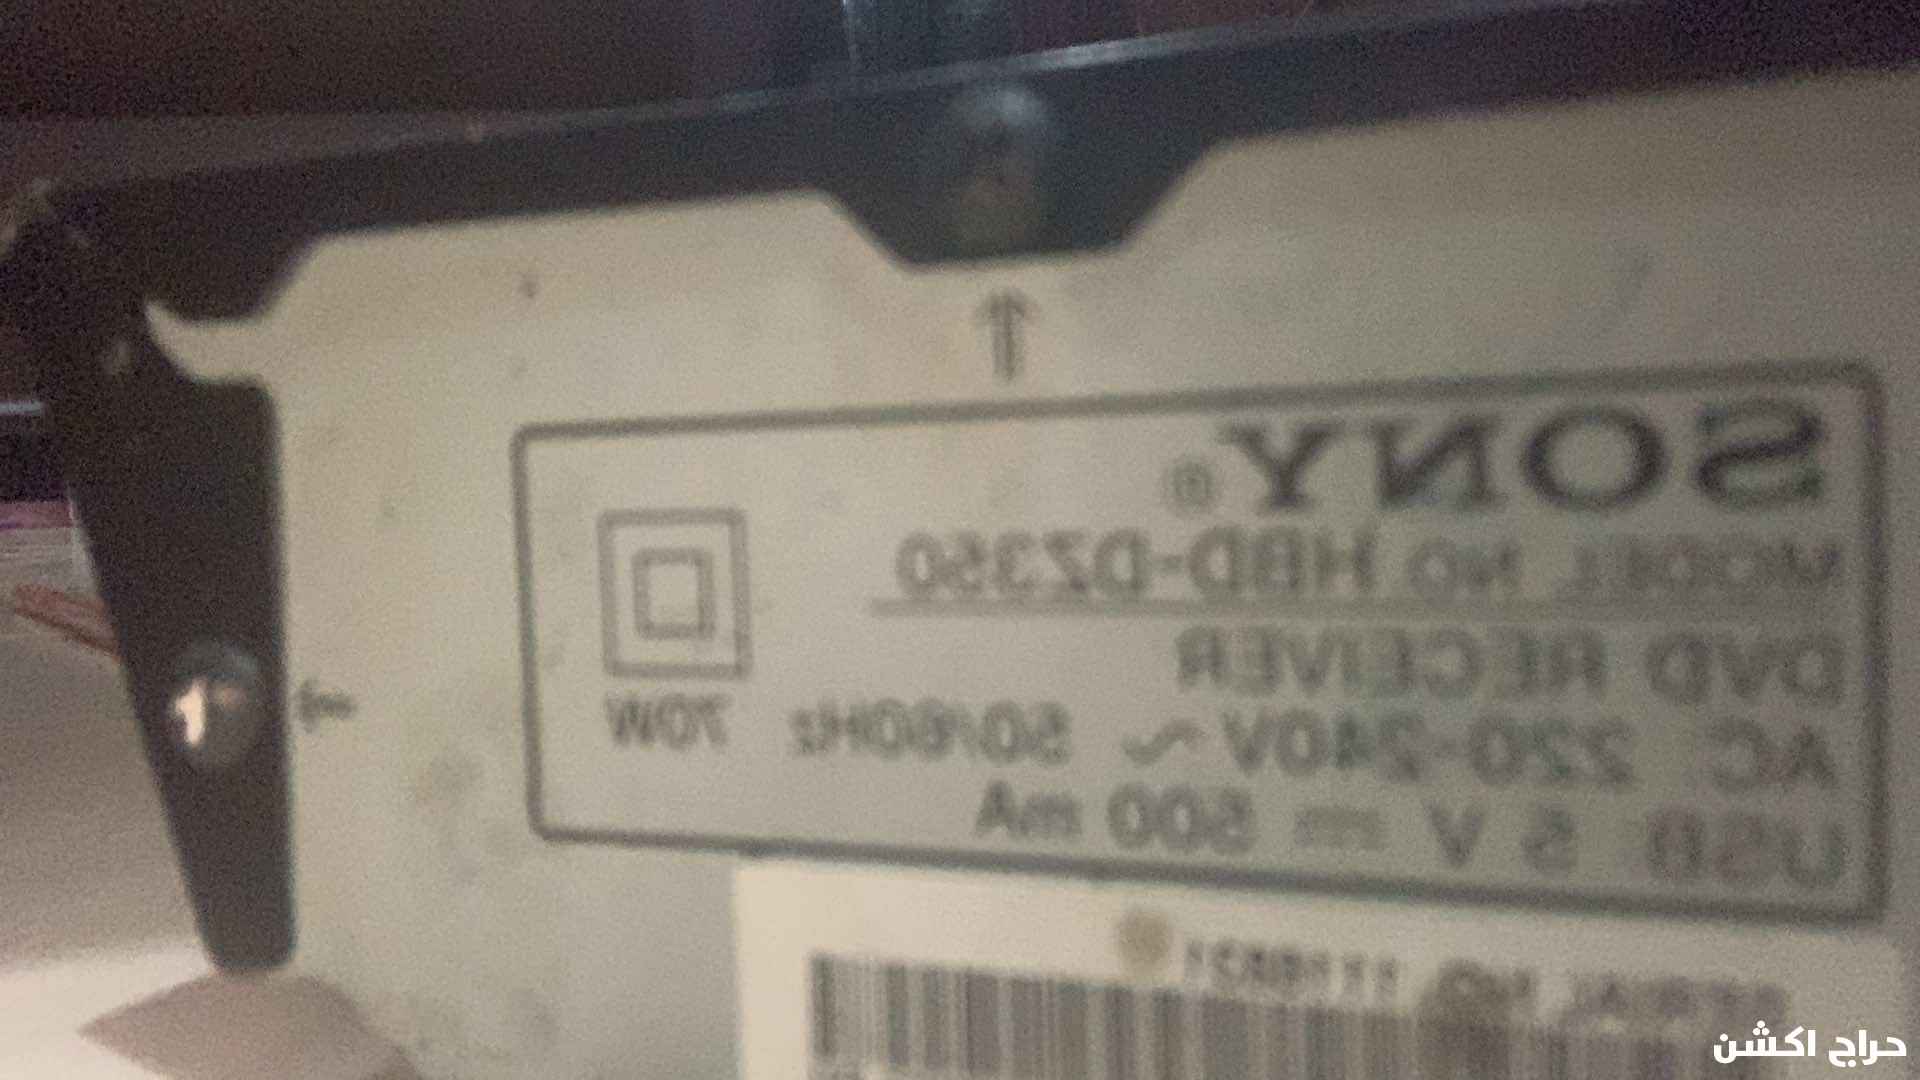 SONY®
MODEL NO. HBD-DZ350
DVD RECEIVER
AC 220-240V ~ 50/60Hz 70W
USB 5 V ⎓ 500 mA
SERIAL NO.
حراج اكشن